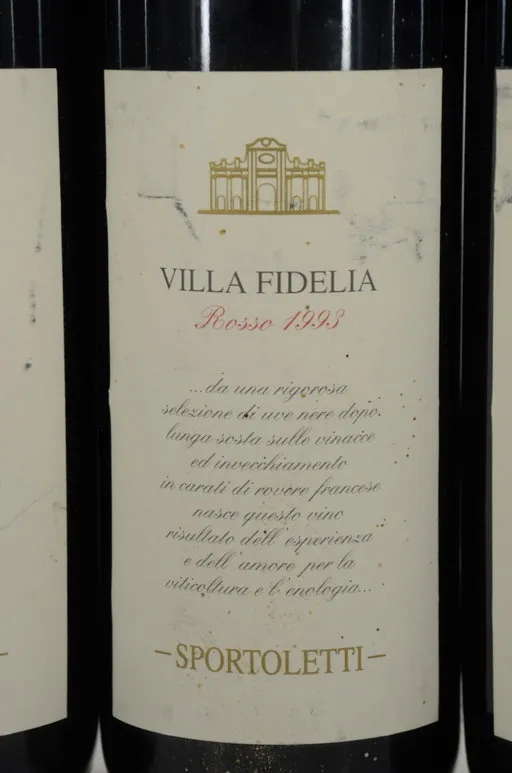 VILLA FIDELIA
Rosso 1993
...da una rigorosa
selezione di uve nere dopo
lunga sosta sulle vinacce
ed invecchiamento
in carati di rovere francese
nasce questo vino
risultato dell'esperienza
e dell'amore per la
viticoltura e l'enologia...
-SPORTOLETTI-